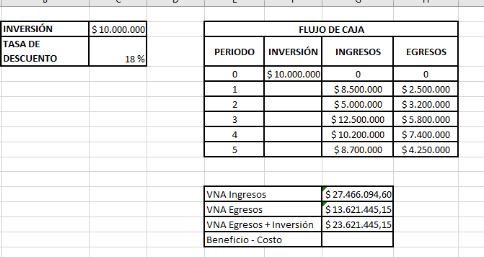 INVERSIÓN $ 10.000.000
TASA DE
DESCUENTO 18 %
FLUJO DE CAJA
PERIODO INVERSIÓN INGRESOS EGRESOS
0 $ 10.000.000 0 0
1 $ 8.500.000 $ 2.500.000
2 $ 5.000.000 $ 3.200.000
3 $ 12.500.000 $ 5.800.000
4 $ 10.200.000 $ 7.400.000
5 $ 8.700.000 $ 4.250.000
VNA Ingresos $ 27.466.094,60
VNA Egresos $ 13.621.445,15
VNA Egresos + Inversión $ 23.621.445,15
Beneficio - Costo